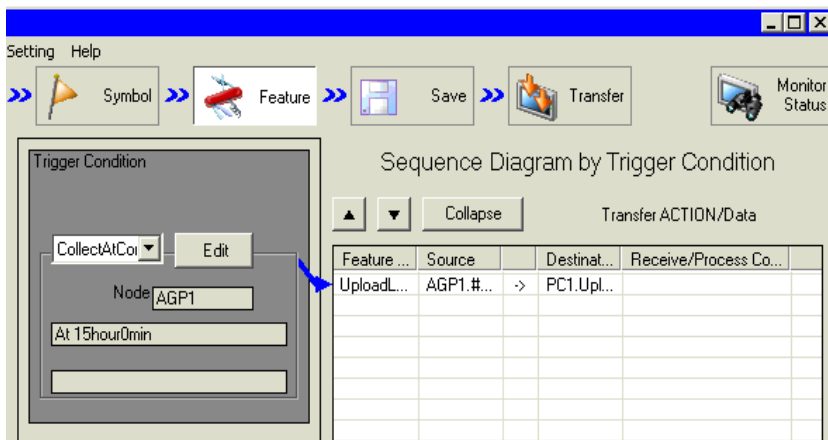 Setting Help
Symbol Feature Save Transfer Monitor Status
Trigger Condition
Sequence Diagram by Trigger Condition
Collapse
Transfer ACTION/Data
CollectAtCo
Edit
Node AGP1
At 15hour0min
Feature ... Source Destinat... Receive/Process Co...
UploadL... AGP1.#... -> PC1.Upl...